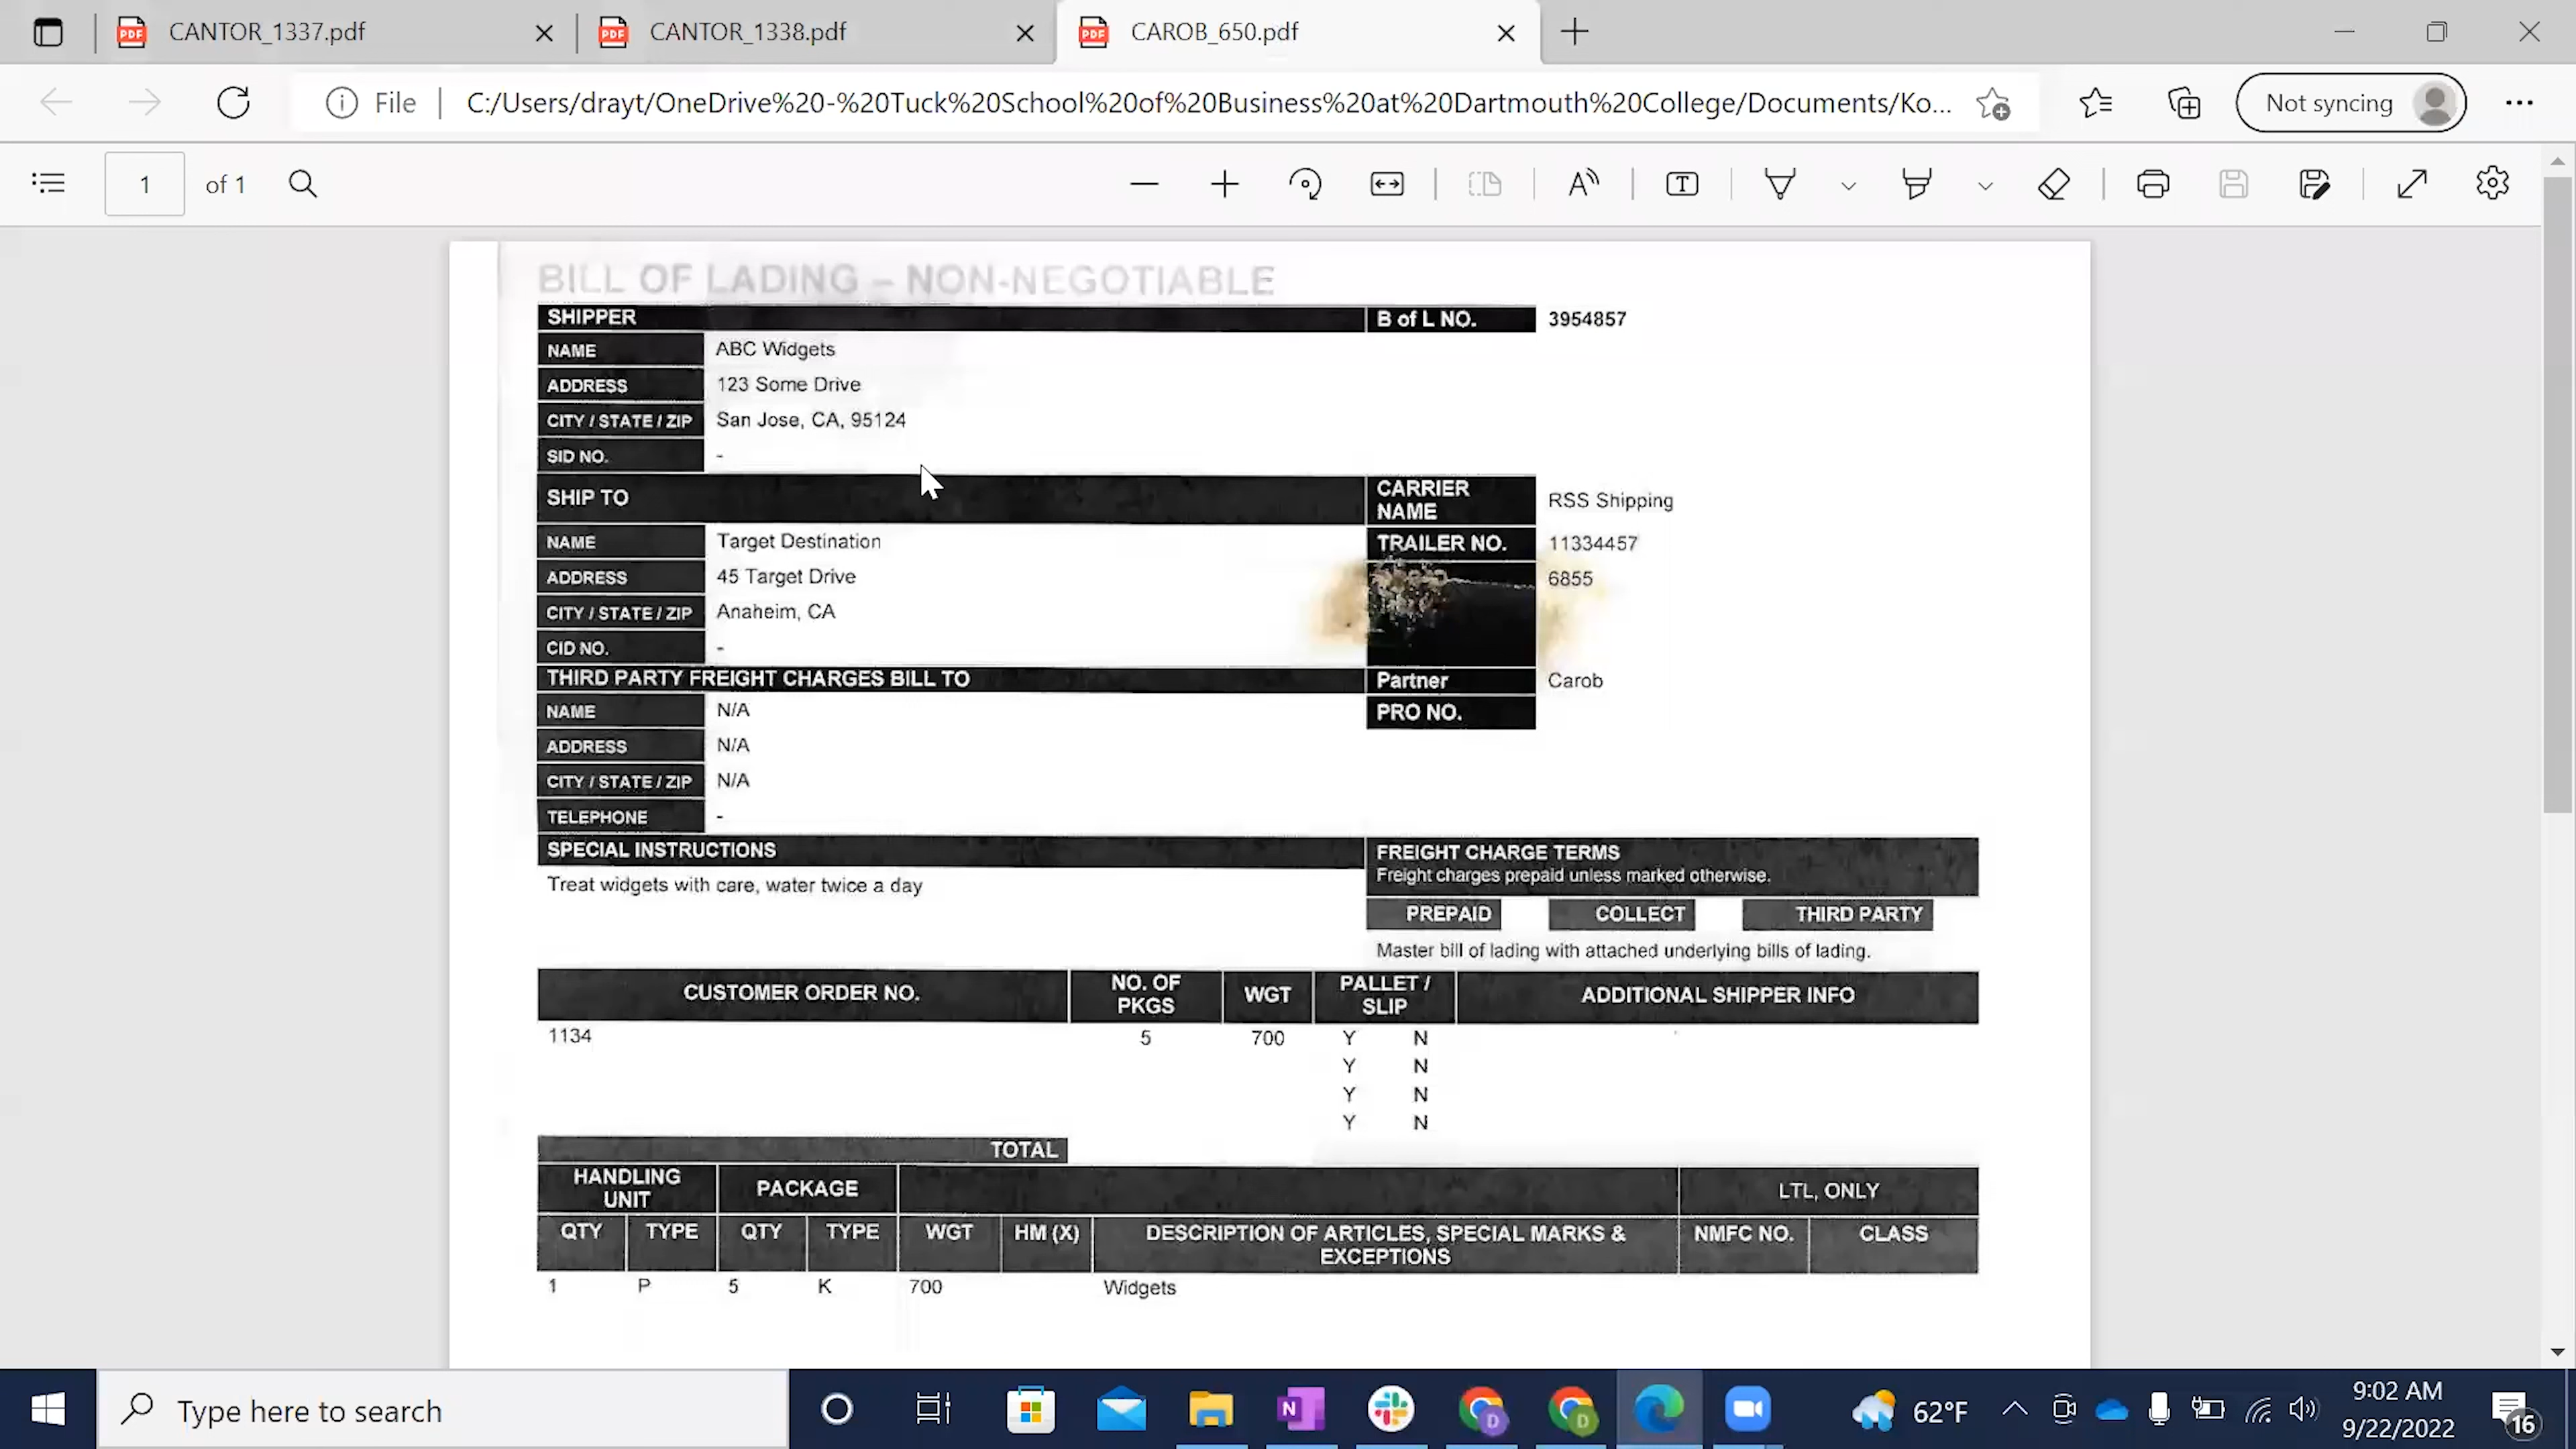 CANTOR_1337.pdf
CANTOR_1338.pdf
CAROB_650.pdf
File
C:/Users/drayt/OneDrive%20-%20Tuck%20School%20of%20Business%20at%20Dartmouth%20College/Documents/Ko...
Not syncing
1 of 1
BILL OF LADING – NON-NEGOTIABLE
SHIPPER B of L NO. 3954857
NAME ABC Widgets
ADDRESS 123 Some Drive
CITY / STATE / ZIP San Jose, CA, 95124
SID NO. -
SHIP TO CARRIER NAME RSS Shipping
NAME Target Destination TRAILER NO. 11334457
ADDRESS 45 Target Drive 6855
CITY / STATE / ZIP Anaheim, CA
CID NO. -
THIRD PARTY FREIGHT CHARGES BILL TO Partner Carob
NAME N/A PRO NO.
ADDRESS N/A
CITY / STATE / ZIP N/A
TELEPHONE -
SPECIAL INSTRUCTIONS FREIGHT CHARGE TERMS
Treat widgets with care, water twice a day Freight charges prepaid unless marked otherwise.
PREPAID COLLECT THIRD PARTY
Master bill of lading with attached underlying bills of lading.
CUSTOMER ORDER NO. NO. OF PKGS WGT PALLET / SLIP ADDITIONAL SHIPPER INFO
1134 5 700 Y N
Y N
Y N
Y N
TOTAL
HANDLING UNIT PACKAGE LTL, ONLY
QTY TYPE QTY TYPE WGT HM (X) DESCRIPTION OF ARTICLES, SPECIAL MARKS & EXCEPTIONS NMFC NO. CLASS
1 P 5 K 700 Widgets
Type here to search
62°F
9:02 AM
9/22/2022
16